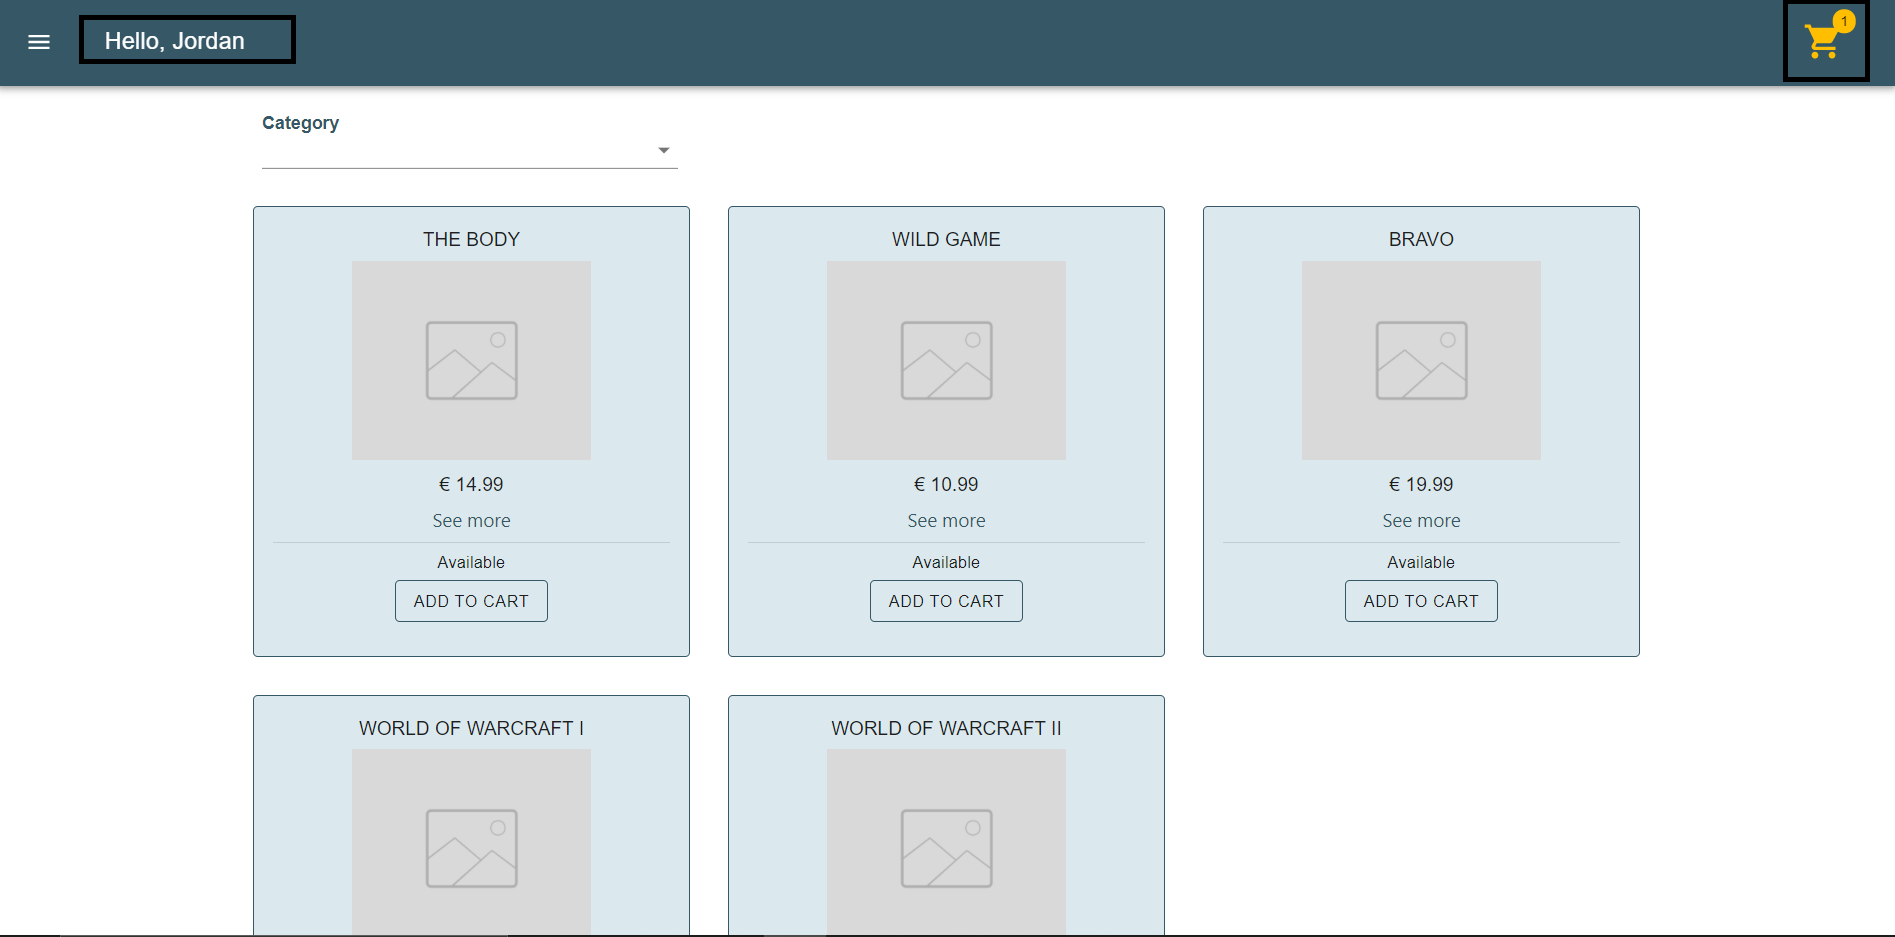 Hello, Jordan
1
Category
THE BODY
WILD GAME
BRAVO
€ 14.99
€ 10.99
€ 19.99
See more
See more
See more
Available
Available
Available
ADD TO CART
ADD TO CART
ADD TO CART
WORLD OF WARCRAFT I
WORLD OF WARCRAFT II